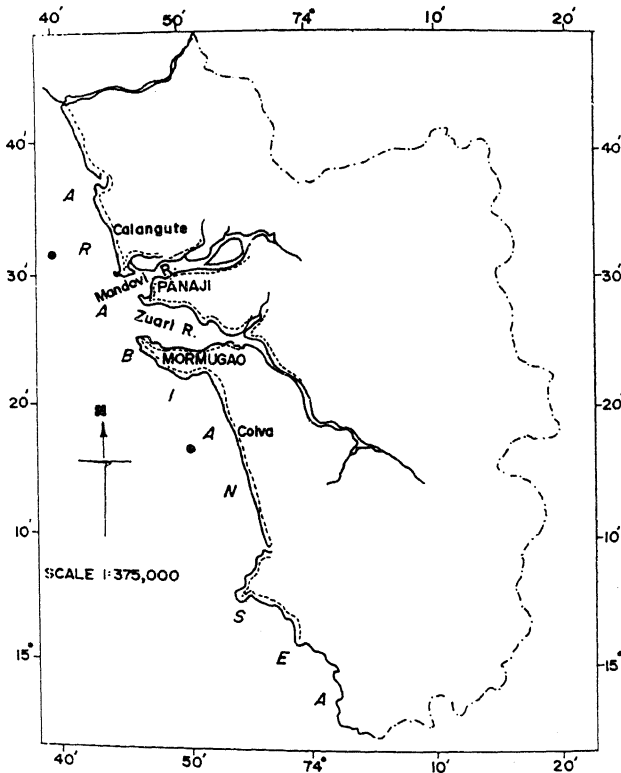 40′ 50′ 74° 10′ 20′
40′ 40′
A
Calangute
R
30′ 30′
Mandovi R.
PANAJI
A
Zuari R.
B MORMUGAO
I
20′ 20′
N
A Colva
N
10′ 10′
SCALE 1:375,000
S
E
15° 15°
A
40′ 50′ 74° 10′ 20′